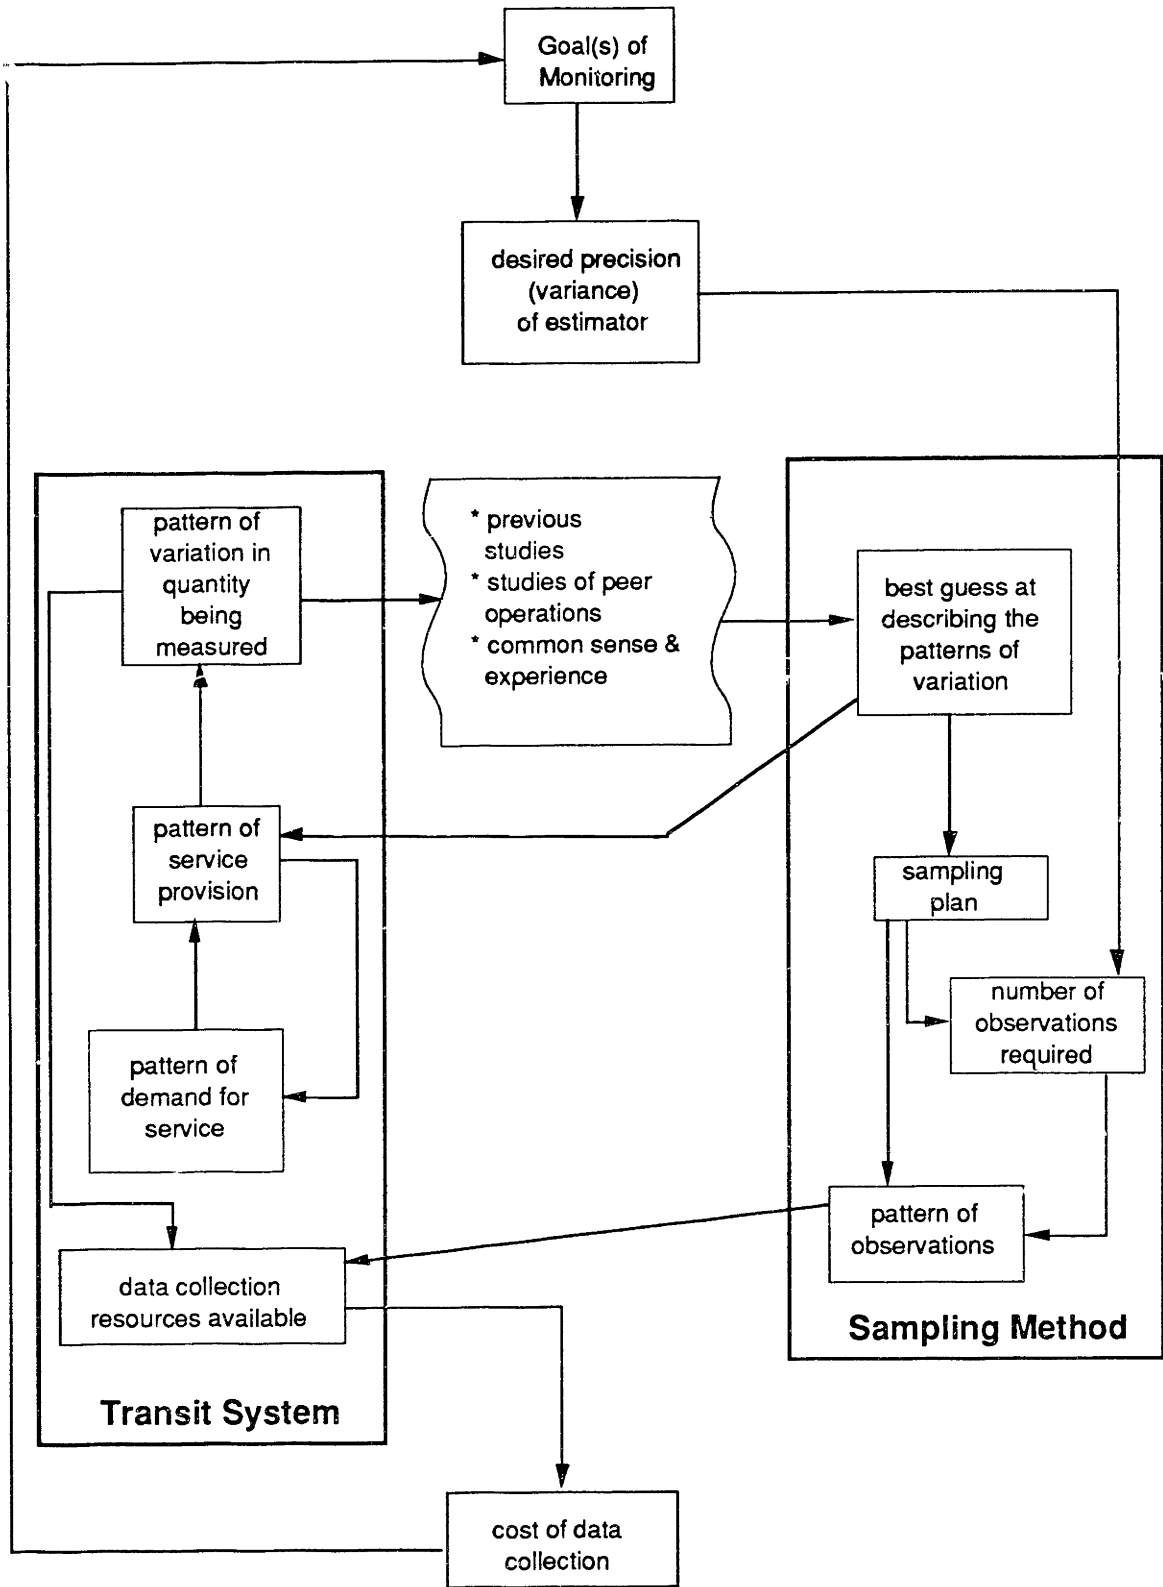 Goal(s) of
Monitoring
desired precision
(variance)
of estimator
pattern of
variation in
quantity
being
measured
* previous
studies
* studies of peer
operations
* common sense &
experience
best guess at
describing the
patterns of
variation
pattern of
service
provision
sampling
plan
number of
observations
required
pattern of
demand for
service
pattern of
observations
data collection
resources available
Sampling Method
Transit System
cost of data
collection